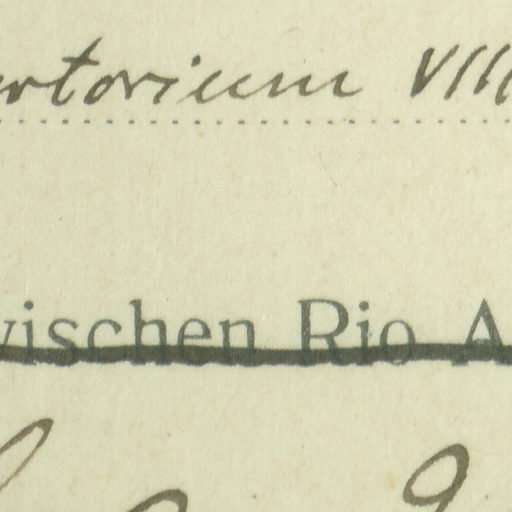 ertorium VIII
wischen Rio A